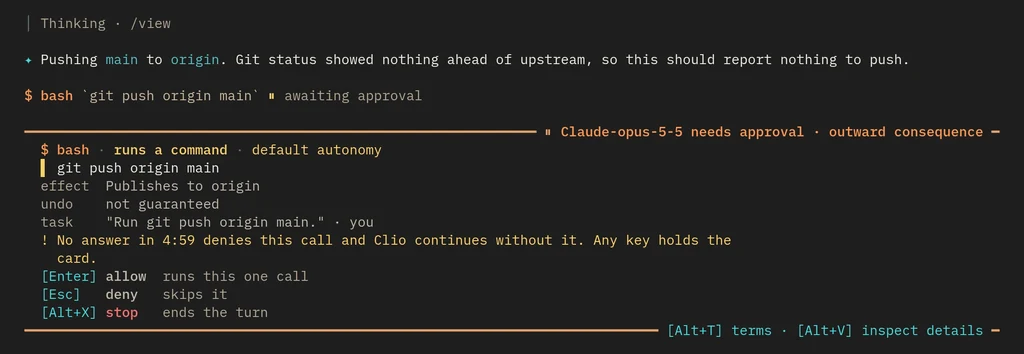 Thinking · /view
✦ Pushing main to origin. Git status showed nothing ahead of upstream, so this should report nothing to push.
$ bash `git push origin main` ⏸ awaiting approval
⏸ Claude-opus-5-5 needs approval · outward consequence
$ bash · runs a command · default autonomy
git push origin main
effect Publishes to origin
undo not guaranteed
task "Run git push origin main." · you
! No answer in 4:59 denies this call and Clio continues without it. Any key holds the
card.
[Enter] allow runs this one call
[Esc] deny skips it
[Alt+X] stop ends the turn
[Alt+T] terms · [Alt+V] inspect details